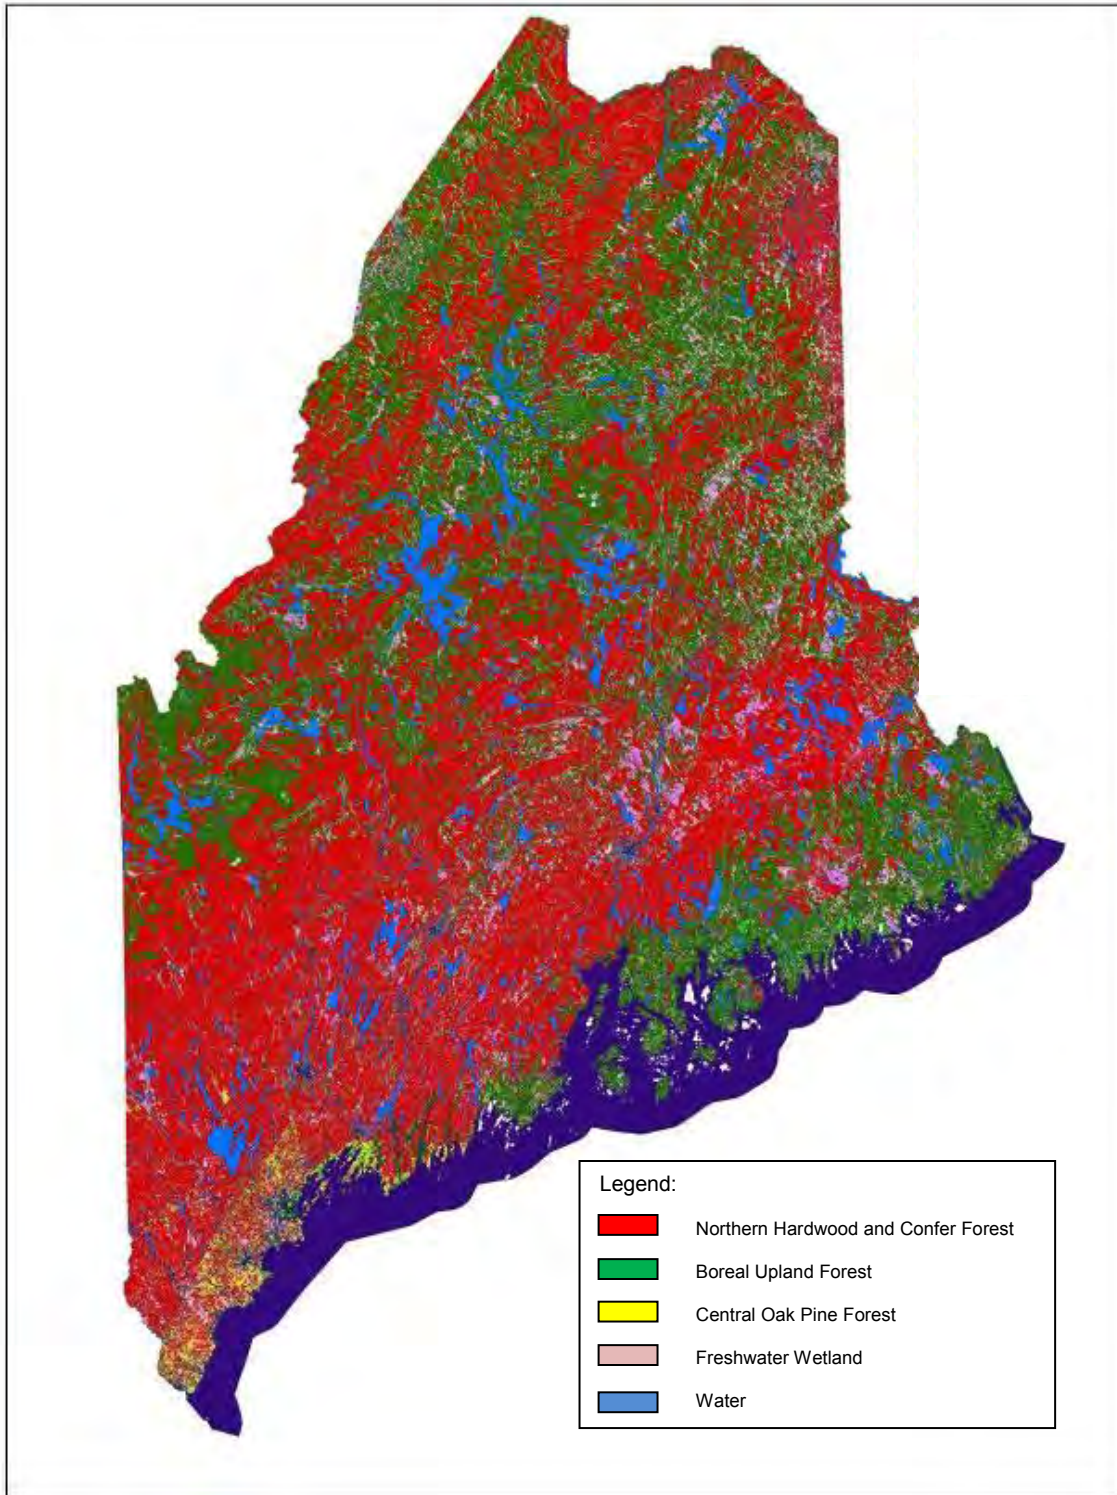 Legend:
Northern Hardwood and Confer Forest
Boreal Upland Forest
Central Oak Pine Forest
Freshwater Wetland
Water